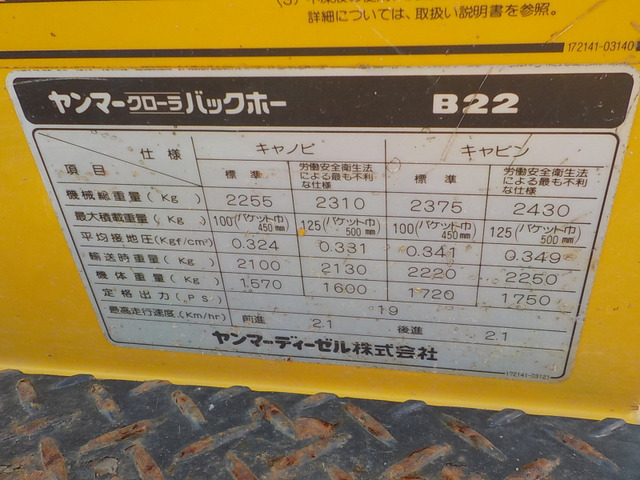 詳細については、取扱い説明書を参照。
172141-03140
ヤンマークローラバックホー B22
項目 仕様 キャノピ キャビン
標準 労働安全衛生法による最も不利な仕様 標準 労働安全衛生法による最も不利な仕様
機械総重量(Kg) 2255 2310 2375 2430
最大積載重量(Kg) 100(バケット巾450mm) 125(バケット巾500mm) 100(バケット巾450mm) 125(バケット巾500mm)
平均接地圧(Kgf/cm²) 0.324 0.331 0.341 0.349
輸送時重量(Kg) 2100 2130 2220 2250
機体重量(Kg) 1570 1600 1720 1750
定格出力(PS) 19
最高走行速度(Km/hr) 前進 2.1 後進 2.1
ヤンマーディーゼル株式会社
172141-03121